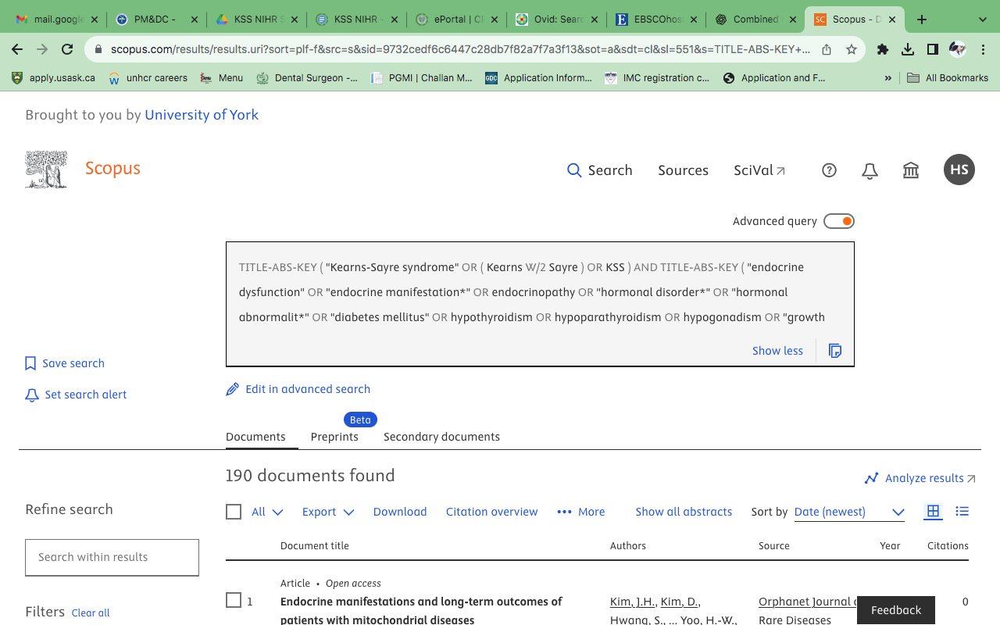 mail.google
PM&DC -
KSS NIHR S
KSS NIHR -
ePortal | CP
Ovid: Searc
EBSCOhos
Combined
Scopus - D
scopus.com/results/results.uri?sort=plf-f&src=s&sid=9732cedf6c6447c28db7f82a7f7a3f13&sot=a&sdt=cl&sl=551&s=TITLE-ABS-KEY+...
apply.usask.ca
unhcr careers
Menu
Dental Surgeon -...
PGMI | Challan M...
GDC Application Inform...
IMC registration c...
Application and F...
»
All Bookmarks
Brought to you by University of York
Scopus
Search
Sources
SciVal
HS
Advanced query
TITLE-ABS-KEY ( "Kearns-Sayre syndrome" OR ( Kearns W/2 Sayre ) OR KSS ) AND TITLE-ABS-KEY ( "endocrine
dysfunction" OR "endocrine manifestation*" OR endocrinopathy OR "hormonal disorder*" OR "hormonal
abnormalit*" OR "diabetes mellitus" OR hypothyroidism OR hypoparathyroidism OR hypogonadism OR "growth
Show less
Save search
Set search alert
Edit in advanced search
Beta
Documents
Preprints
Secondary documents
190 documents found
Analyze results
Refine search
All
Export
Download
Citation overview
••• More
Show all abstracts
Sort by Date (newest)
Search within results
Document title
Authors
Source
Year
Citations
Filters Clear all
Article • Open access
1
Endocrine manifestations and long-term outcomes of
patients with mitochondrial diseases
Kim, J.H., Kim, D.,
Hwang, S., ... Yoo, H.-W.,
Orphanet Journal
Rare Diseases
0
Feedback